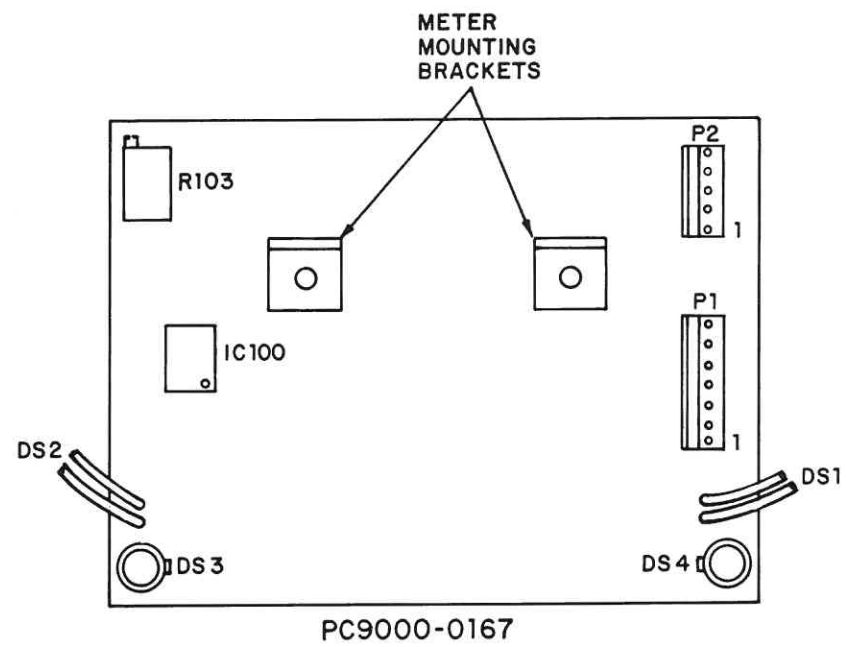 METER
MOUNTING
BRACKETS
P2
R103
1
P1
IC100
1
DS2
DS1
DS3
DS4
PC9000-0167